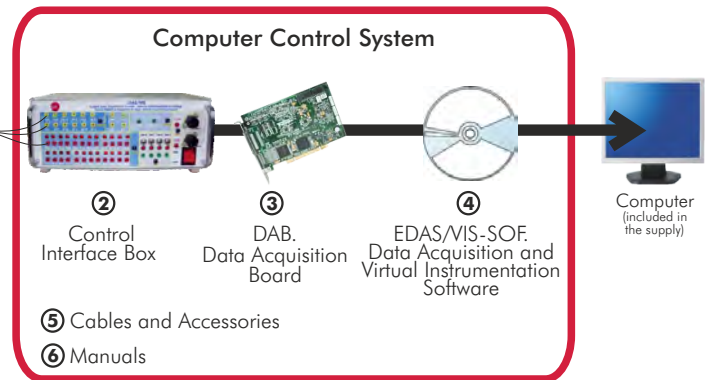 Computer Control System
②
Control
Interface Box
③
DAB.
Data Acquisition
Board
④
EDAS/VIS-SOF.
Data Acquisition and
Virtual Instrumentation
Software
Computer
(included in
the supply)
⑤ Cables and Accessories
⑥ Manuals